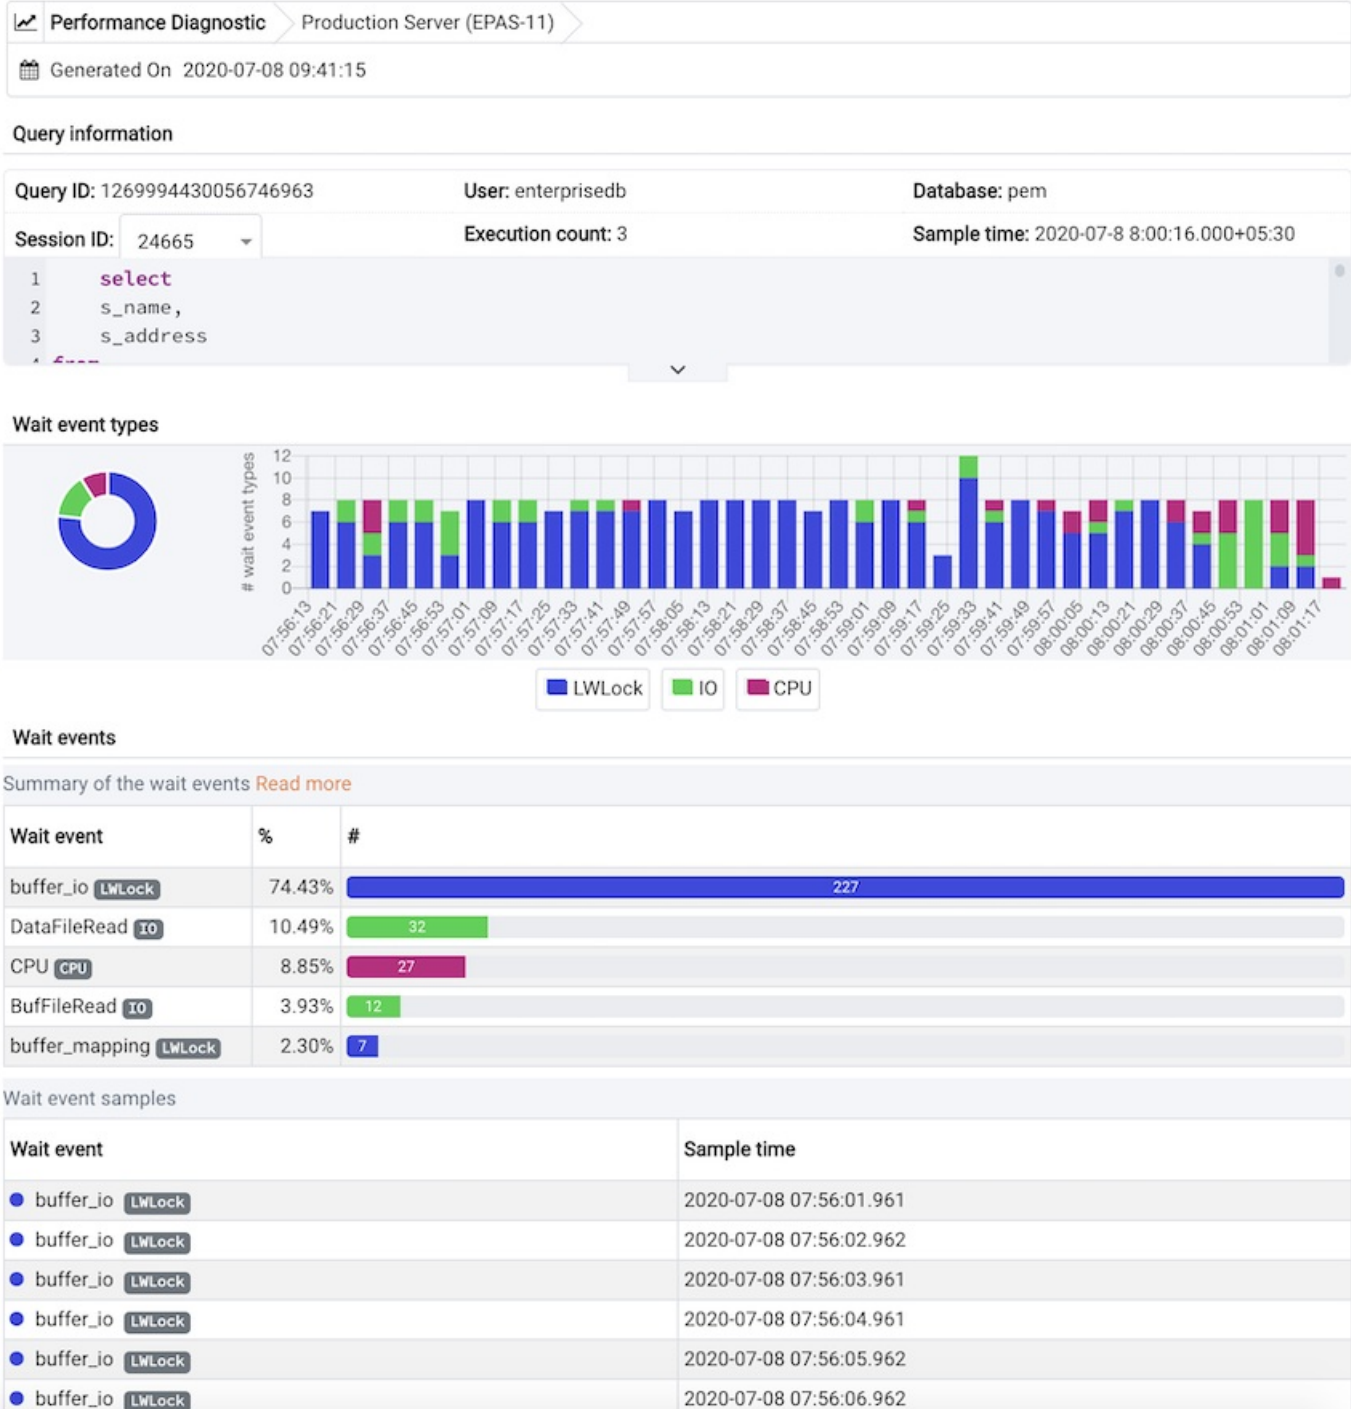 Performance Diagnostic Production Server (EPAS-11)
Generated On 2020-07-08 09:41:15
Query information
Query ID: 1269994430056746963 User: enterprisedb Database: pem
Session ID: 24665 Execution count: 3 Sample time: 2020-07-8 8:00:16.000+05:30
1 select
2 s_name,
3 s_address
4 from
Wait event types
# wait event types
12
10
8
6
4
2
0
07:56:13 07:56:21 07:56:29 07:56:37 07:56:45 07:56:53 07:57:01 07:57:09 07:57:17 07:57:25 07:57:33 07:57:41 07:57:49 07:57:57 07:58:05 07:58:13 07:58:21 07:58:29 07:58:37 07:58:45 07:58:53 07:59:01 07:59:09 07:59:17 07:59:25 07:59:33 07:59:41 07:59:49 07:59:57 08:00:05 08:00:13 08:00:21 08:00:29 08:00:37 08:00:45 08:00:53 08:01:01 08:01:09 08:01:17
LWLock IO CPU
Wait events
Summary of the wait events Read more
Wait event % #
buffer_io LWLock 74.43% 227
DataFileRead IO 10.49% 32
CPU CPU 8.85% 27
BufFileRead IO 3.93% 12
buffer_mapping LWLock 2.30% 7
Wait event samples
Wait event Sample time
buffer_io LWLock 2020-07-08 07:56:01.961
buffer_io LWLock 2020-07-08 07:56:02.962
buffer_io LWLock 2020-07-08 07:56:03.961
buffer_io LWLock 2020-07-08 07:56:04.961
buffer_io LWLock 2020-07-08 07:56:05.962
buffer_io LWLock 2020-07-08 07:56:06.962